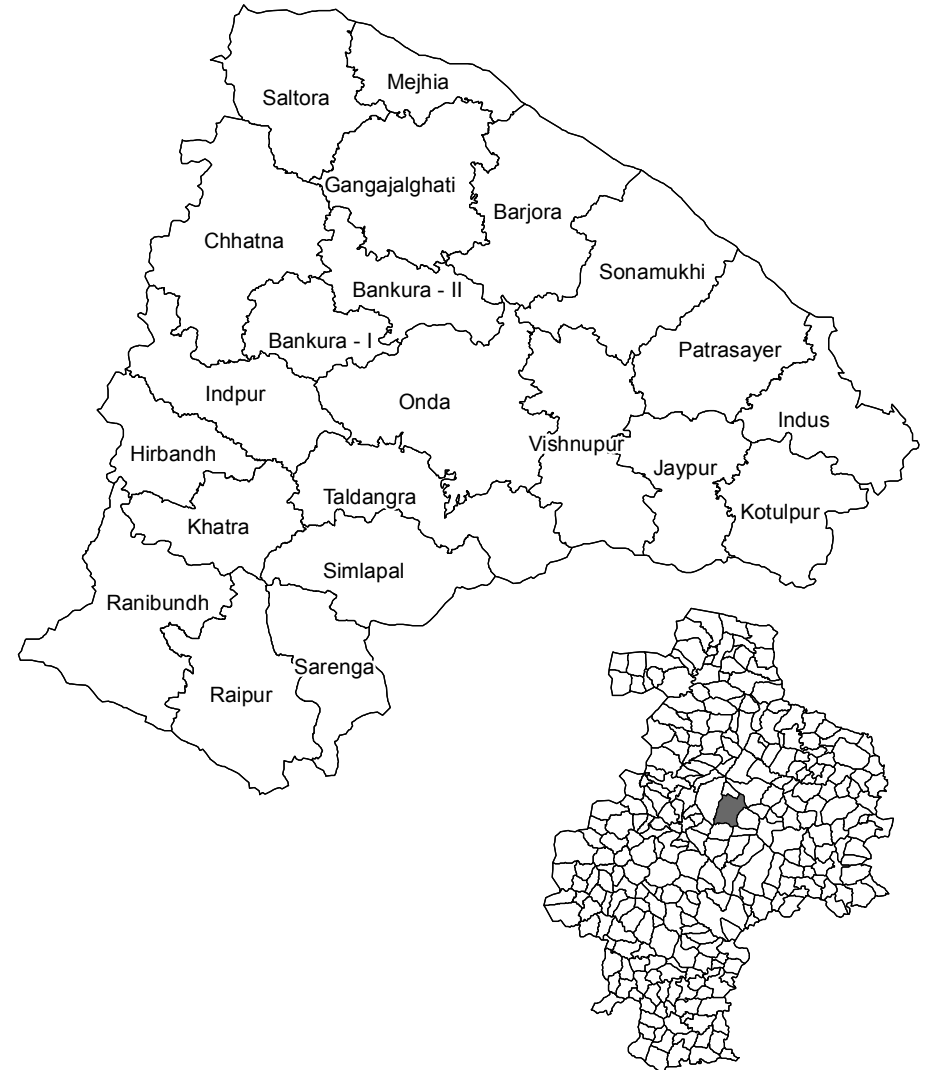 Mejhia
Saltora
Gangajalghati
Barjora
Chhatna
Sonamukhi
Bankura - II
Bankura - I
Patrasayer
Indpur
Onda
Indus
Vishnupur
Hirbandh
Jaypur
Taldangra
Kotulpur
Khatra
Simlapal
Ranibundh
Sarenga
Raipur